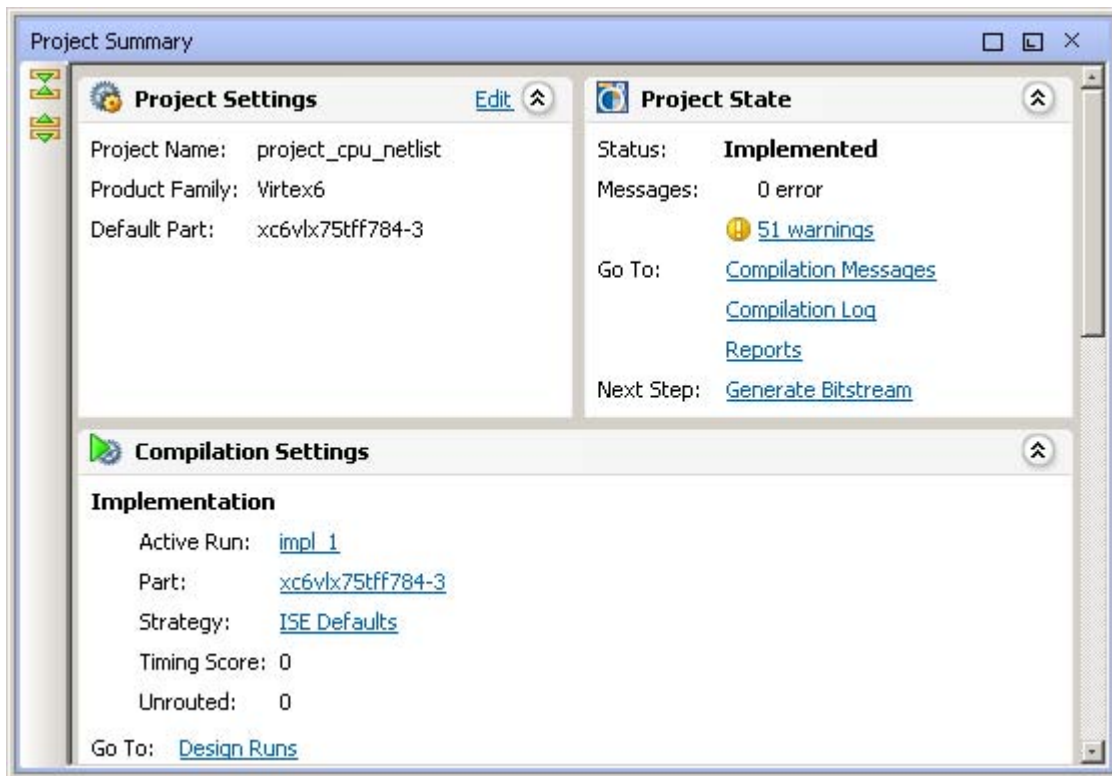 Project Summary
Project Settings Edit
Project Name: project_cpu_netlist
Product Family: Virtex6
Default Part: xc6vlx75tff784-3
Project State
Status: Implemented
Messages: 0 error
51 warnings
Go To: Compilation Messages
Compilation Log
Reports
Next Step: Generate Bitstream
Compilation Settings
Implementation
Active Run: impl_1
Part: xc6vlx75tff784-3
Strategy: ISE Defaults
Timing Score: 0
Unrouted: 0
Go To: Design Runs